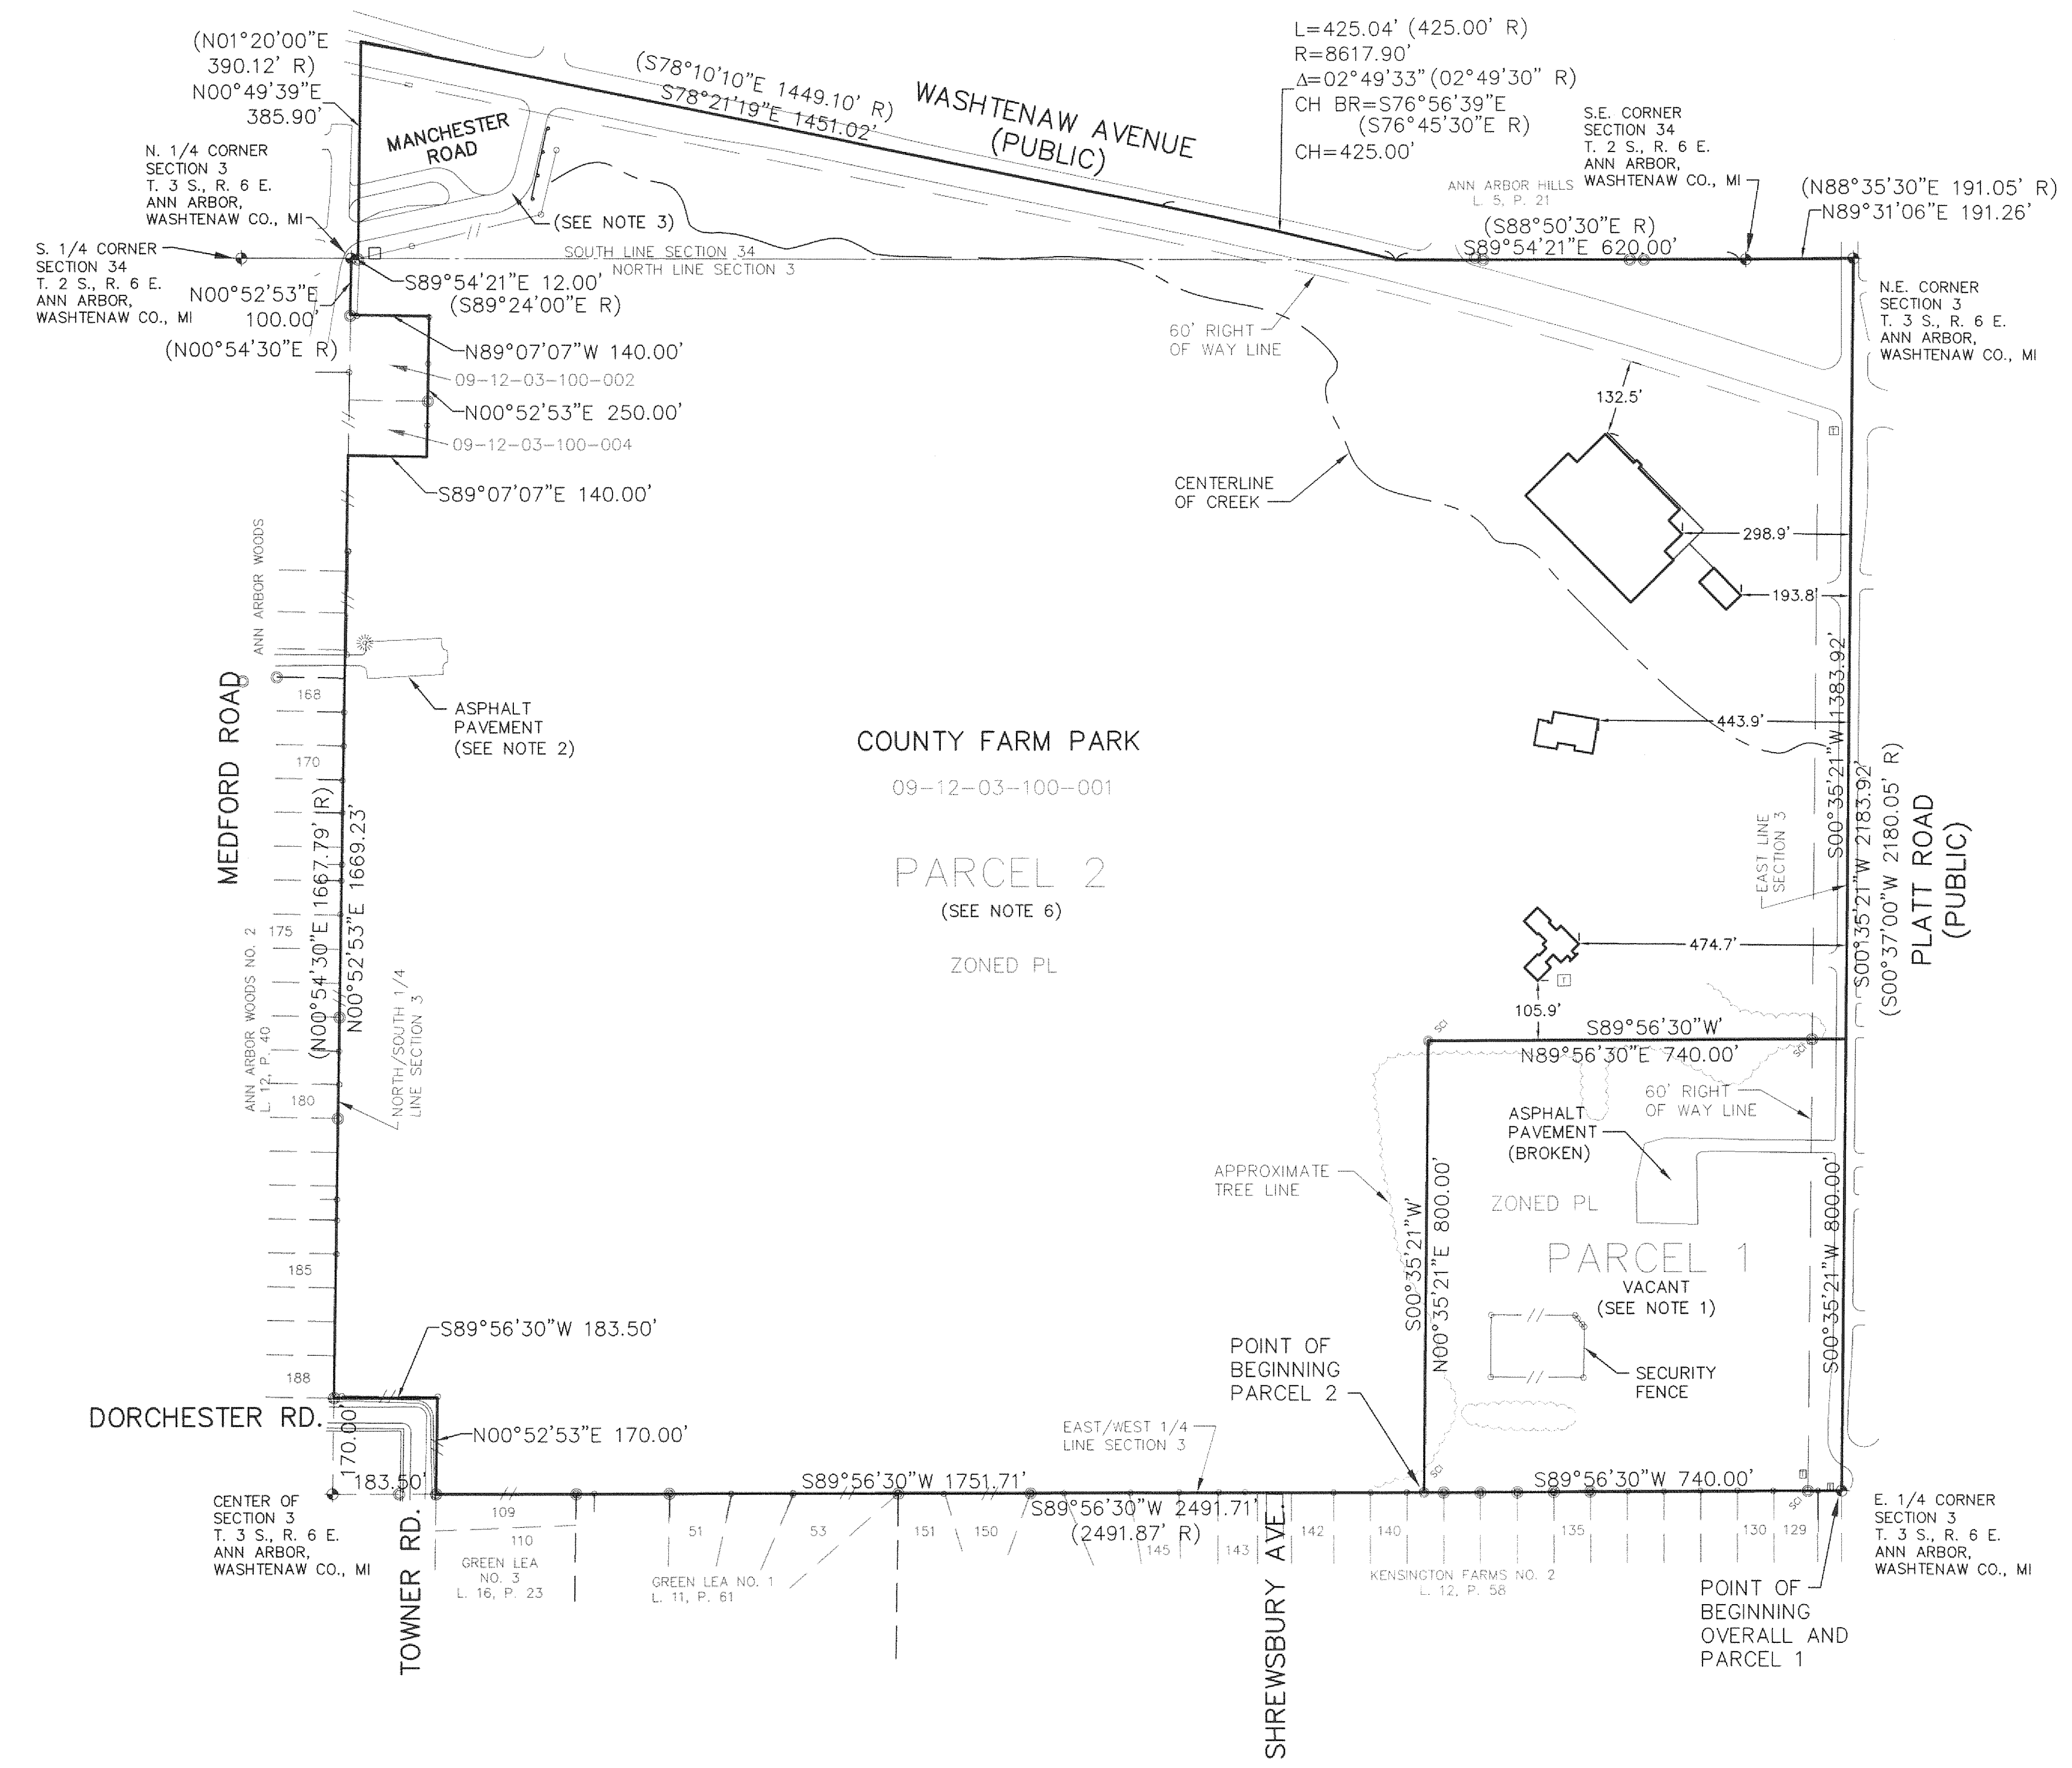 (N01°20'00"E
390.12' R)
N00°49'39"E
385.90'
(S78°10'10"E 1449.10' R)
S78°21'19"E 1451.02'
WASHTENAW AVENUE
(PUBLIC)
L=425.04' (425.00' R)
R=8617.90'
Δ=02°49'33" (02°49'30" R)
CH BR=S76°56'39"E
(S76°45'30"E R)
CH=425.00'
S.E. CORNER
SECTION 34
T. 2 S., R. 6 E.
ANN ARBOR,
WASHTENAW CO., MI
ANN ARBOR HILLS
L. 5, P. 21
(S88°50'30"E R)
S89°54'21"E 620.00'
(N88°35'30"E 191.05' R)
N89°31'06"E 191.26'
MANCHESTER
ROAD
N. 1/4 CORNER
SECTION 3
T. 3 S., R. 6 E.
ANN ARBOR,
WASHTENAW CO., MI
(SEE NOTE 3)
S. 1/4 CORNER
SECTION 34
T. 2 S., R. 6 E.
ANN ARBOR,
WASHTENAW CO., MI
SOUTH LINE SECTION 34
NORTH LINE SECTION 3
S89°54'21"E 12.00'
(S89°24'00"E R)
N00°52'53"E
100.00'
(N00°54'30"E R)
N89°07'07"W 140.00'
09-12-03-100-002
N00°52'53"E 250.00'
09-12-03-100-004
S89°07'07"E 140.00'
60' RIGHT
OF WAY LINE
N.E. CORNER
SECTION 3
T. 3 S., R. 6 E.
ANN ARBOR,
WASHTENAW CO., MI
132.5'
CENTERLINE
OF CREEK
298.9'
193.8'
ANN ARBOR WOODS
MEDFORD ROAD
168
170
175
180
185
188
ASPHALT
PAVEMENT
(SEE NOTE 2)
COUNTY FARM PARK
09-12-03-100-001
PARCEL 2
(SEE NOTE 6)
ZONED PL
443.9'
474.7'
105.9'
S00°35'21"W 1383.92'
S00°35'21"W 2183.92'
(S00°37'00"W 2180.05' R)
EAST LINE
SECTION 3
PLATT ROAD
(PUBLIC)
(N00°54'30"E 1667.79' (R)
N00°52'53"E 1669.23'
ANN ARBOR WOODS NO. 2
L. 12, P. 40
NORTH/SOUTH 1/4
LINE SECTION 3
SCI
S89°56'30"W'
SCI
N89°56'30"E 740.00'
60' RIGHT
OF WAY LINE
ASPHALT
PAVEMENT
(BROKEN)
APPROXIMATE
TREE LINE
S00°35'21"W'
N00°35'21"E 800.00'
ZONED PL
PARCEL 1
VACANT
(SEE NOTE 1)
S00°35'21"W 800.00'
SECURITY
FENCE
POINT OF
BEGINNING
PARCEL 2
S89°56'30"W 183.50'
DORCHESTER RD.
170.00'
N00°52'53"E 170.00'
183.50'
EAST/WEST 1/4
LINE SECTION 3
SCI
SCI
S89°56'30"W 1751.71'
S89°56'30"W 740.00'
S89°56'30"W 2491.71'
(2491.87' R)
CENTER OF
SECTION 3
T. 3 S., R. 6 E.
ANN ARBOR,
WASHTENAW CO., MI
E. 1/4 CORNER
SECTION 3
T. 3 S., R. 6 E.
ANN ARBOR,
WASHTENAW CO., MI
109
110
51
53
151
150
145
143
142
140
135
130
129
GREEN LEA
NO. 3
L. 16, P. 23
GREEN LEA NO. 1
L. 11, P. 61
KENSINGTON FARMS NO. 2
L. 12, P. 58
TOWNER RD.
SHREWSBURY AVE.
POINT OF
BEGINNING
OVERALL AND
PARCEL 1